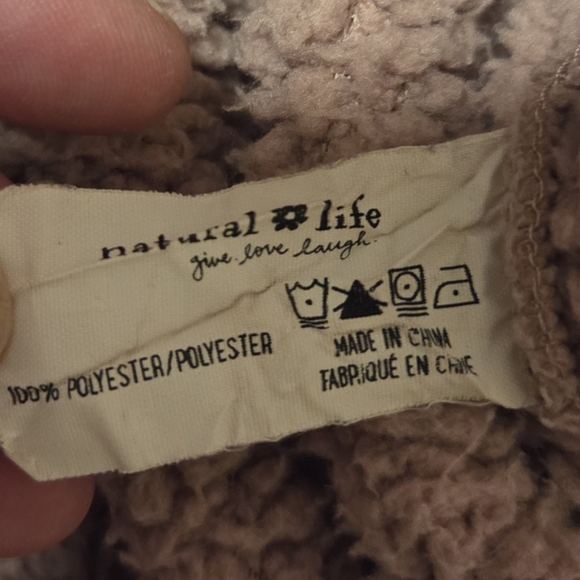 natural life
give. love laugh.
100% POLYESTER/POLYESTER
MADE IN CHINA
FABRIQUÉ EN CHINE